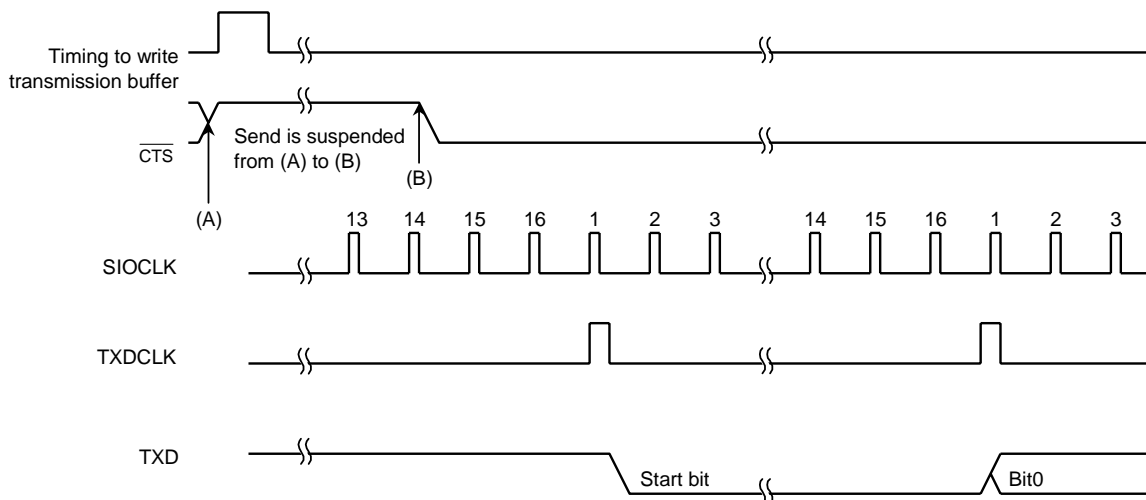 Timing to write
transmission buffer
CTS
Send is suspended
from (A) to (B)
(A)
(B)
13 14 15 16 1 2 3 14 15 16 1 2 3
SIOCLK
TXDCLK
TXD
Start bit
Bit0